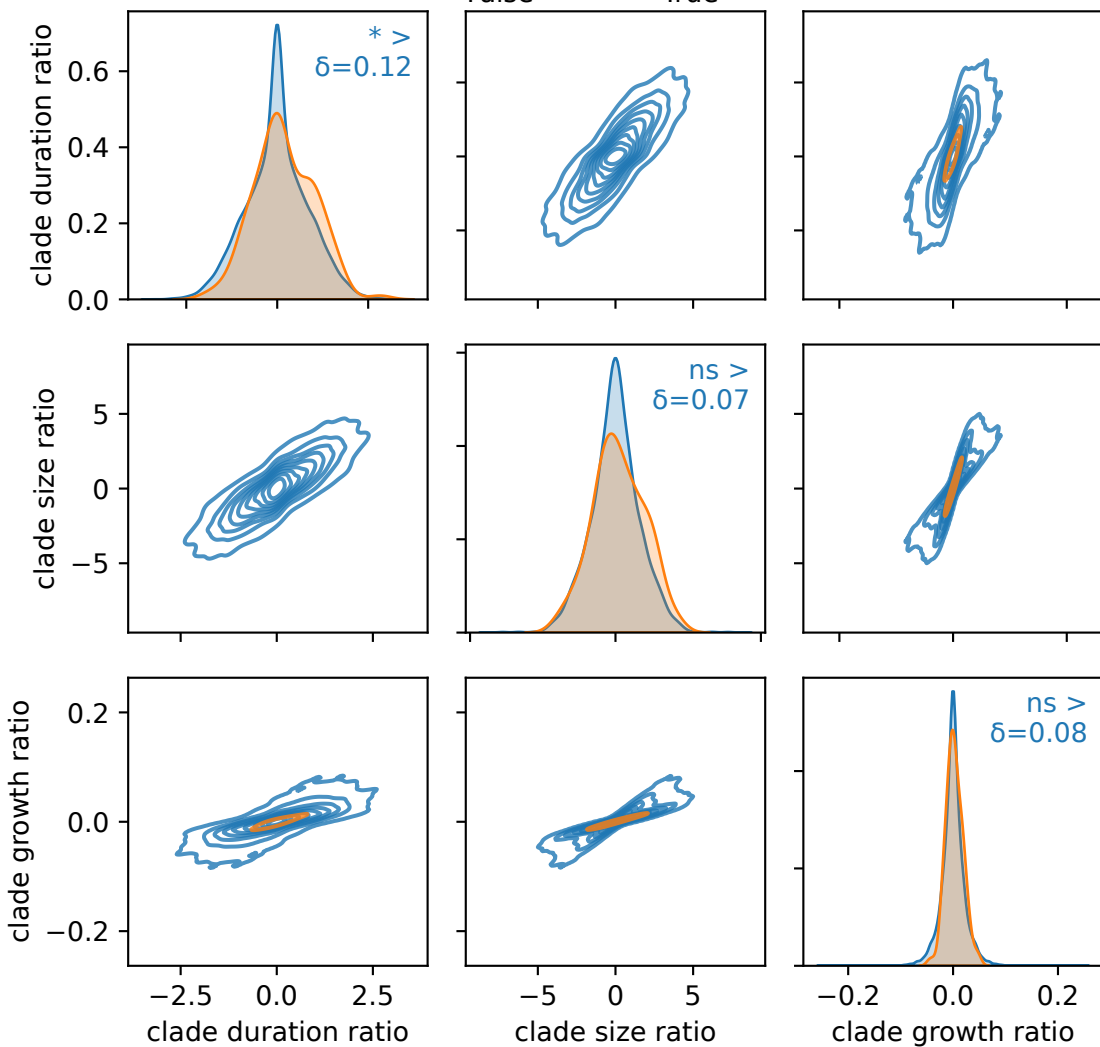 clade duration ratio
0.6
0.4
0.2
0.0
* >
δ=0.12
clade size ratio
5
0
−5
ns >
δ=0.07
clade growth ratio
0.2
0.0
−0.2
ns >
δ=0.08
−2.5 0.0 2.5
−5 0 5
−0.2 0.0 0.2
clade duration ratio
clade size ratio
clade growth ratio